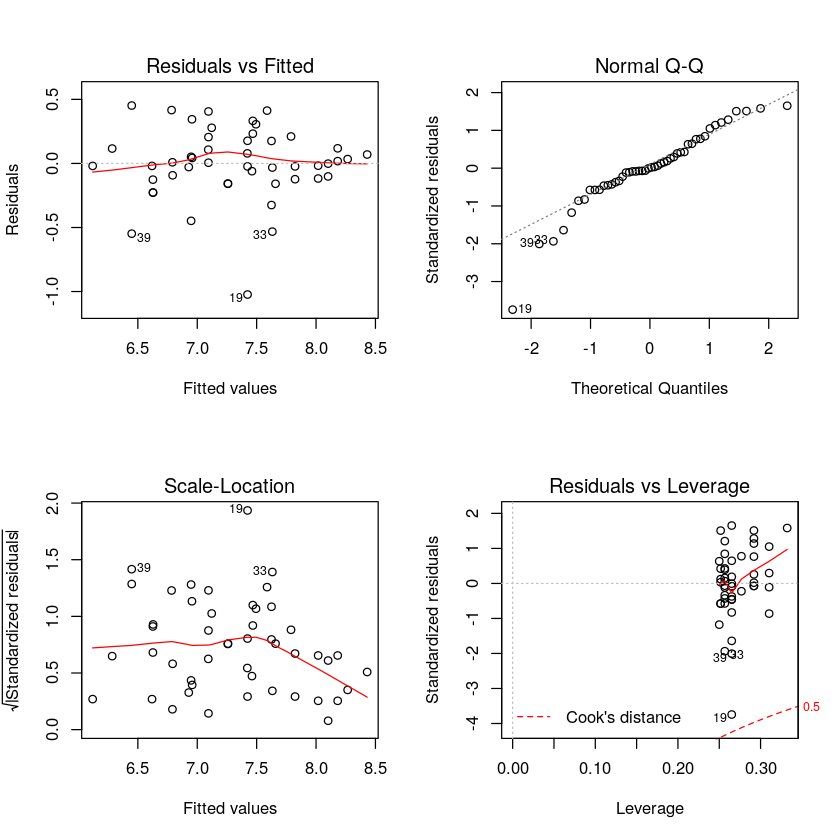 Residuals vs Fitted
Residuals
0.5
0.0
-0.5
-1.0
39
33
19
6.5 7.0 7.5 8.0 8.5
Fitted values
Normal Q-Q
Standardized residuals
2
1
0
-1
-2
-3
39
33
19
-2 -1 0 1 2
Theoretical Quantiles
Scale-Location
√|Standardized residuals|
2.0
1.5
1.0
0.5
0.0
19
39
33
6.5 7.0 7.5 8.0 8.5
Fitted values
Residuals vs Leverage
Standardized residuals
2
1
0
-1
-2
-3
-4
39
33
19
Cook's distance
0.5
0.00 0.10 0.20 0.30
Leverage